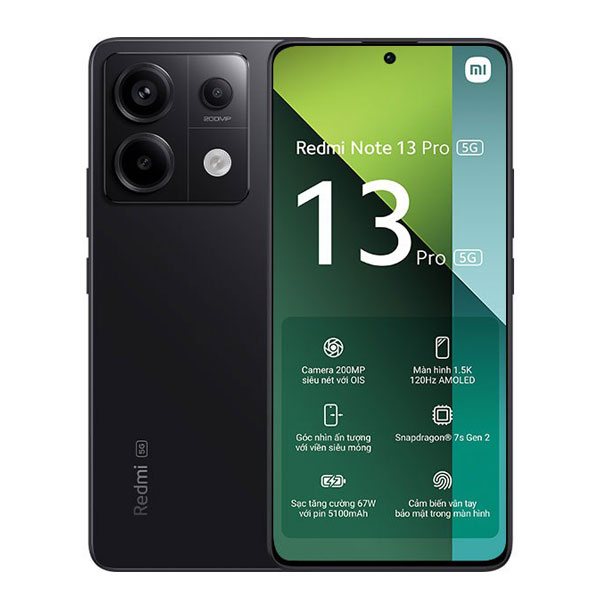 200MP
mi
Redmi Note 13 Pro 5G
13
Pro 5G
Camera 200MP
siêu nét với OIS
Màn hình 1.5K
120Hz AMOLED
Góc nhìn ấn tượng
với viền siêu mỏng
Snapdragon® 7s Gen 2
Sạc tăng cường 67W
với pin 5100mAh
Cảm biến vân tay
bảo mật trong màn hình
Redmi 5G